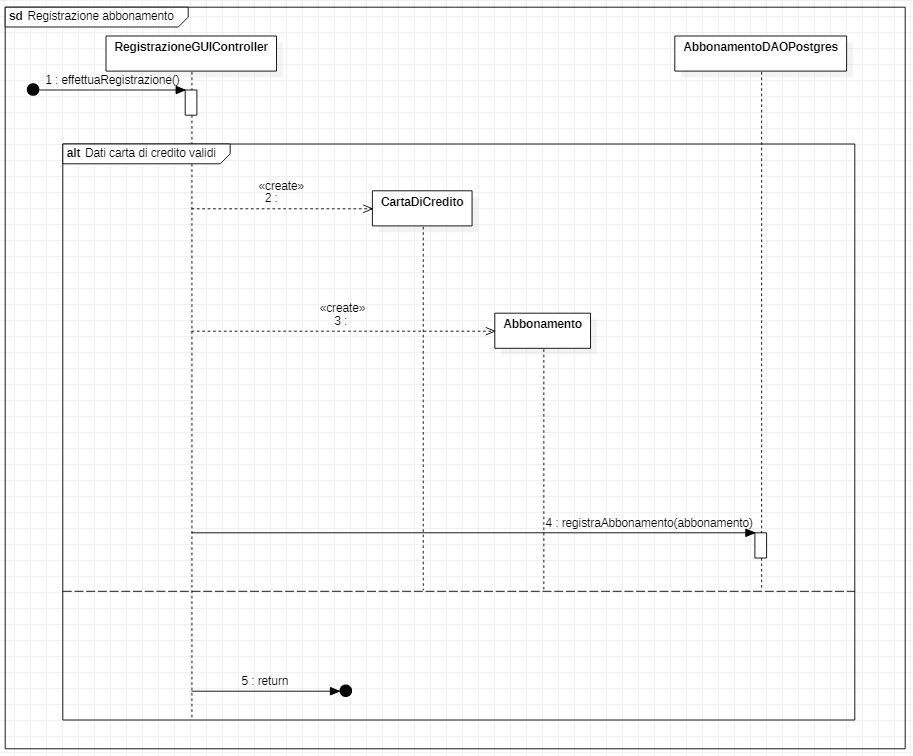 sd Registrazione abbonamento
RegistrazioneGUIController
AbbonamentoDAOPostgres
1 : effettuaRegistrazione()
alt Dati carta di credito validi
«create»
2 :
CartaDiCredito
«create»
3 :
Abbonamento
4 : registraAbbonamento(abbonamento)
5 : return